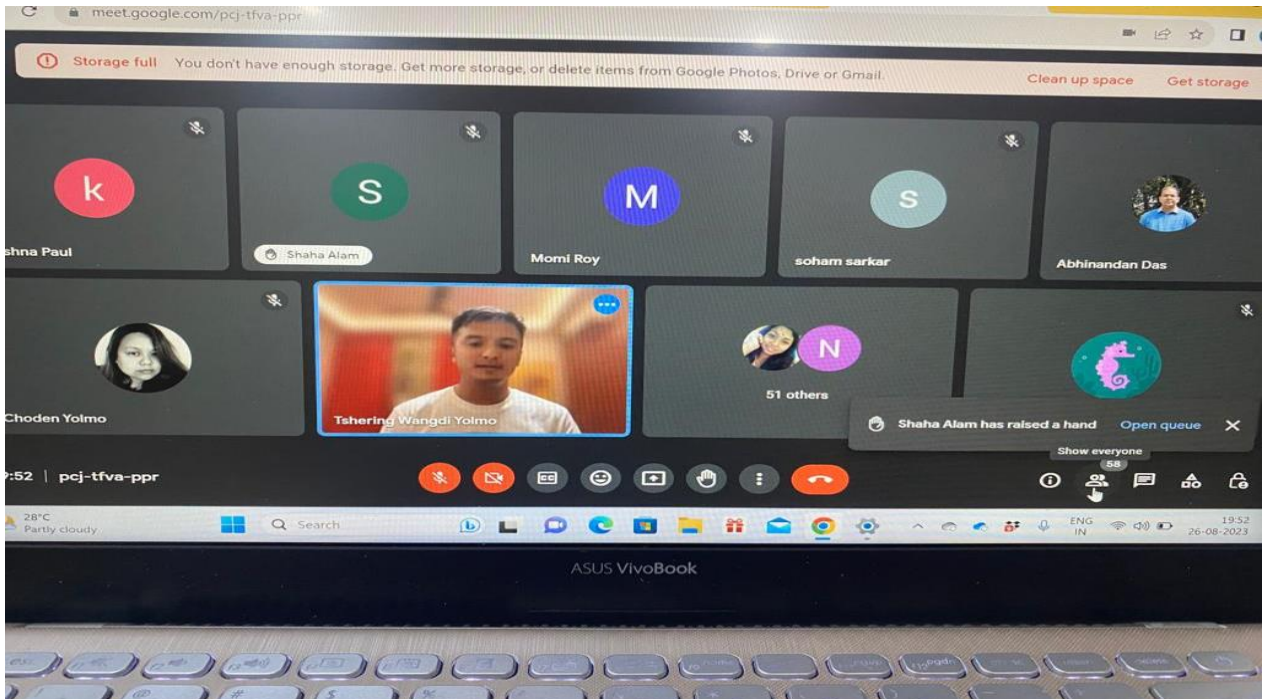 meet.google.com/pcj-tfva-ppr
Storage full You don't have enough storage. Get more storage, or delete items from Google Photos, Drive or Gmail. Clean up space Get storage
k
S
M
s
shna Paul
Shaha Alam
Momi Roy
soham sarkar
Abhinandan Das
N
51 others
Choden Yolmo
Tshering Wangdi Yolmo
Shaha Alam has raised a hand Open queue
Show everyone
58
:52 | pcj-tfva-ppr
CC
28°C
Partly cloudy
Search
ENG
IN
19:52
26-08-2023
ASUS VivoBook